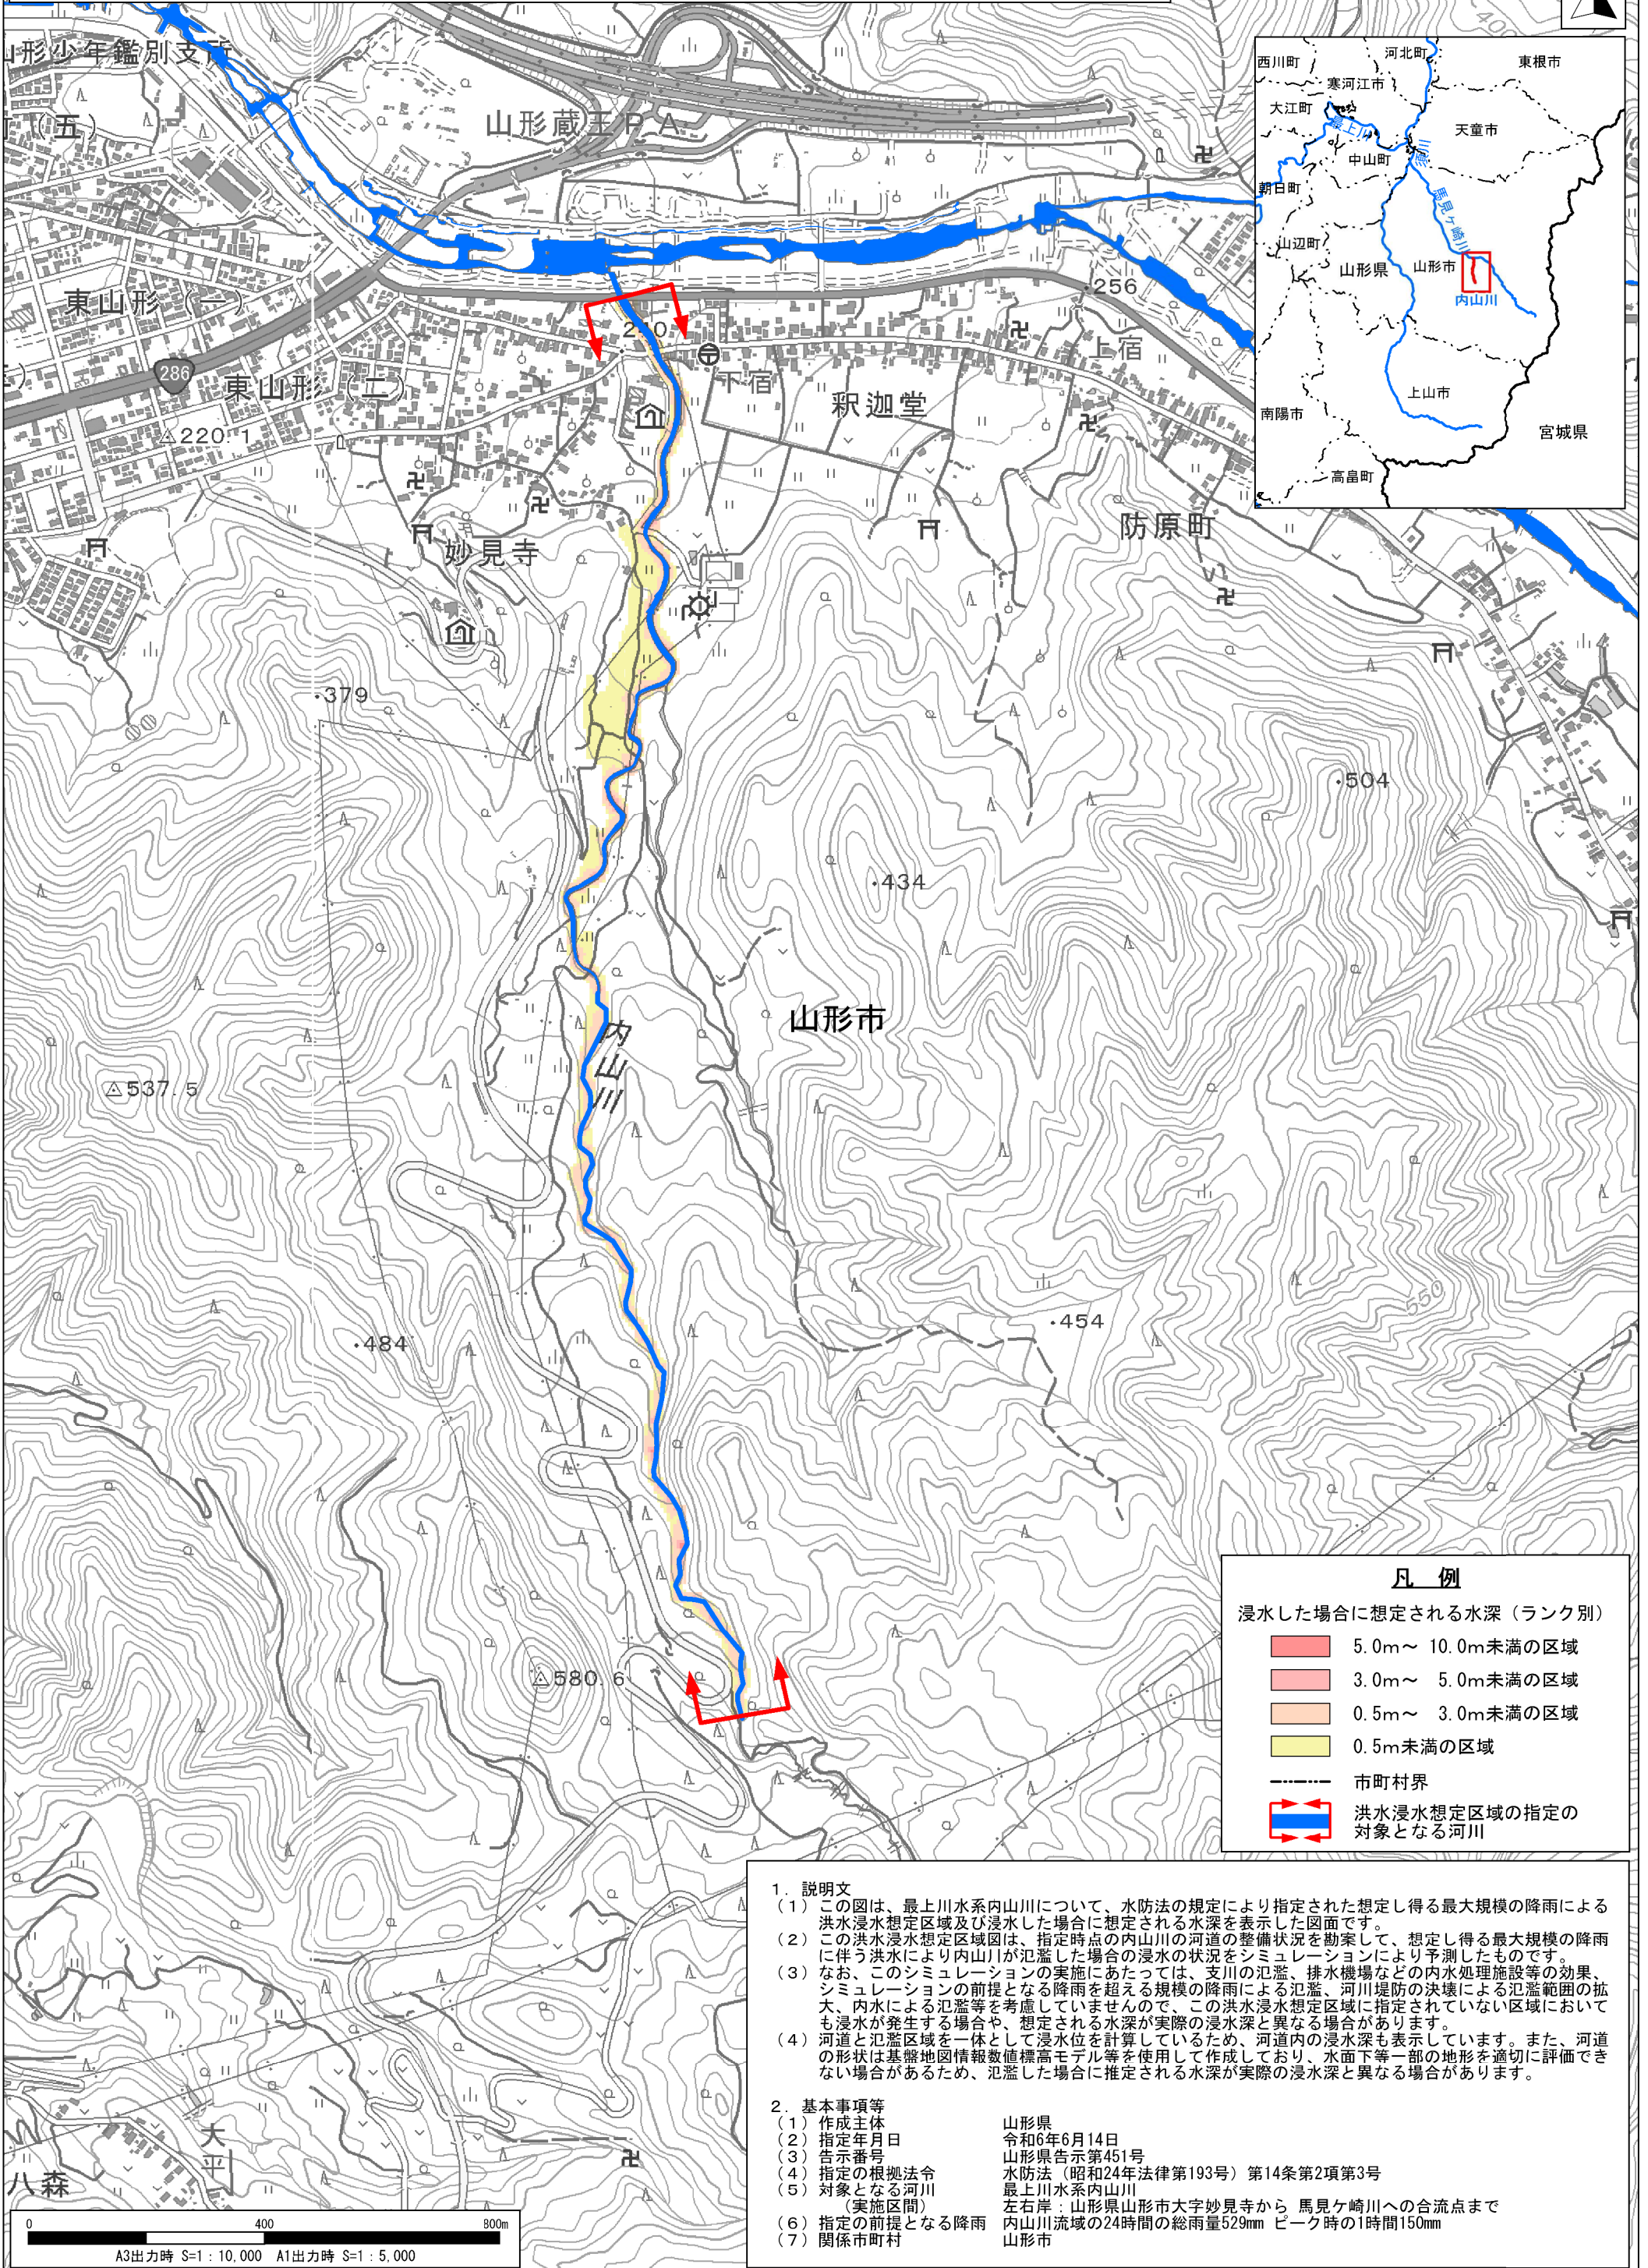 山形少年鑑別支所
(五)
山形蔵王PA
東山形(一)
286
東山形(二)
△220.1
240
下宿
釈迦堂
上宿
・256
妙見寺
防原町
・379
・504
・434
山形市
内山川
△537.5
・484
・454
550
△580.6
大平
八森
西川町
河北町
東根市
寒河江市
大江町
最上川
天童市
中山町
須川
朝日町
馬見ヶ崎川
山辺町
山形県
山形市
内山川
上山市
南陽市
宮城県
高畠町
凡 例
浸水した場合に想定される水深(ランク別)
5.0m~ 10.0m未満の区域
3.0m~ 5.0m未満の区域
0.5m~ 3.0m未満の区域
0.5m未満の区域
市町村界
洪水浸水想定区域の指定の
対象となる河川
1.説明文
(1)この図は、最上川水系内山川について、水防法の規定により指定された想定し得る最大規模の降雨による
洪水浸水想定区域及び浸水した場合に想定される水深を表示した図面です。
(2)この洪水浸水想定区域図は、指定時点の内山川の河道の整備状況を勘案して、想定し得る最大規模の降雨
に伴う洪水により内山川が氾濫した場合の浸水の状況をシミュレーションにより予測したものです。
(3)なお、このシミュレーションの実施にあたっては、支川の氾濫、排水機場などの内水処理施設等の効果、
シミュレーションの前提となる降雨を超える規模の降雨による氾濫、河川堤防の決壊による氾濫範囲の拡
大、内水による氾濫等を考慮していませんので、この洪水浸水想定区域に指定されていない区域において
も浸水が発生する場合や、想定される水深が実際の浸水深と異なる場合があります。
(4)河道と氾濫区域を一体として浸水位を計算しているため、河道内の浸水深も表示しています。また、河道
の形状は基盤地図情報数値標高モデル等を使用して作成しており、水面下等一部の地形を適切に評価でき
ない場合があるため、氾濫した場合に推定される水深が実際の浸水深と異なる場合があります。
2.基本事項等
(1)作成主体 山形県
(2)指定年月日 令和6年6月14日
(3)告示番号 山形県告示第451号
(4)指定の根拠法令 水防法(昭和24年法律第193号)第14条第2項第3号
(5)対象となる河川 最上川水系内山川
(実施区間) 左右岸:山形県山形市大字妙見寺から 馬見ケ崎川への合流点まで
(6)指定の前提となる降雨 内山川流域の24時間の総雨量529mm ピーク時の1時間150mm
(7)関係市町村 山形市
0 400 800m
A3出力時 S=1:10,000 A1出力時 S=1:5,000